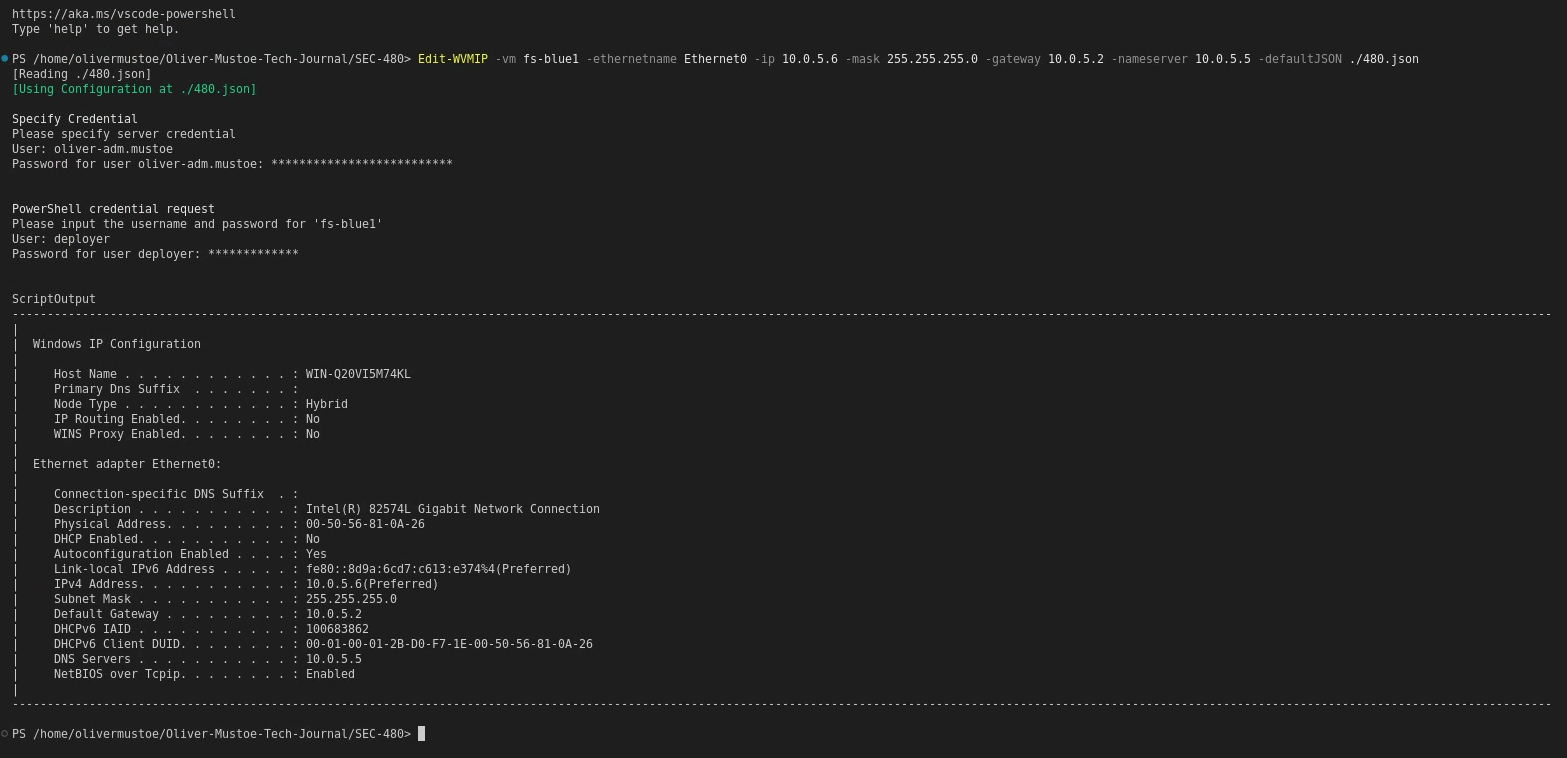 https://aka.ms/vscode-powershell
Type 'help' to get help.
PS /home/olivermustoe/Oliver-Mustoe-Tech-Journal/SEC-480> Edit-WVMIP -vm fs-blue1 -ethernetname Ethernet0 -ip 10.0.5.6 -mask 255.255.255.0 -gateway 10.0.5.2 -nameserver 10.0.5.5 -defaultJSON ./480.json
[Reading ./480.json]
[Using Configuration at ./480.json]
Specify Credential
Please specify server credential
User: oliver-adm.mustoe
Password for user oliver-adm.mustoe: **************************
PowerShell credential request
Please input the username and password for 'fs-blue1'
User: deployer
Password for user deployer: *************
ScriptOutput
----------------------------------------------------------------------------------------------------------------------------------------------------------------------------------------------------------------------------
|
|  Windows IP Configuration
|
|     Host Name . . . . . . . . . . . . : WIN-Q20VI5M74KL
|     Primary Dns Suffix  . . . . . . . :
|     Node Type . . . . . . . . . . . . : Hybrid
|     IP Routing Enabled. . . . . . . . : No
|     WINS Proxy Enabled. . . . . . . . : No
|
|  Ethernet adapter Ethernet0:
|
|     Connection-specific DNS Suffix  . :
|     Description . . . . . . . . . . . : Intel(R) 82574L Gigabit Network Connection
|     Physical Address. . . . . . . . . : 00-50-56-81-0A-26
|     DHCP Enabled. . . . . . . . . . . : No
|     Autoconfiguration Enabled . . . . : Yes
|     Link-local IPv6 Address . . . . . : fe80::8d9a:6cd7:c613:e374%4(Preferred)
|     IPv4 Address. . . . . . . . . . . : 10.0.5.6(Preferred)
|     Subnet Mask . . . . . . . . . . . : 255.255.255.0
|     Default Gateway . . . . . . . . . : 10.0.5.2
|     DHCPv6 IAID . . . . . . . . . . . : 100683862
|     DHCPv6 Client DUID. . . . . . . . : 00-01-00-01-2B-D0-F7-1E-00-50-56-81-0A-26
|     DNS Servers . . . . . . . . . . . : 10.0.5.5
|     NetBIOS over Tcpip. . . . . . . . : Enabled
|
----------------------------------------------------------------------------------------------------------------------------------------------------------------------------------------------------------------------------
PS /home/olivermustoe/Oliver-Mustoe-Tech-Journal/SEC-480>